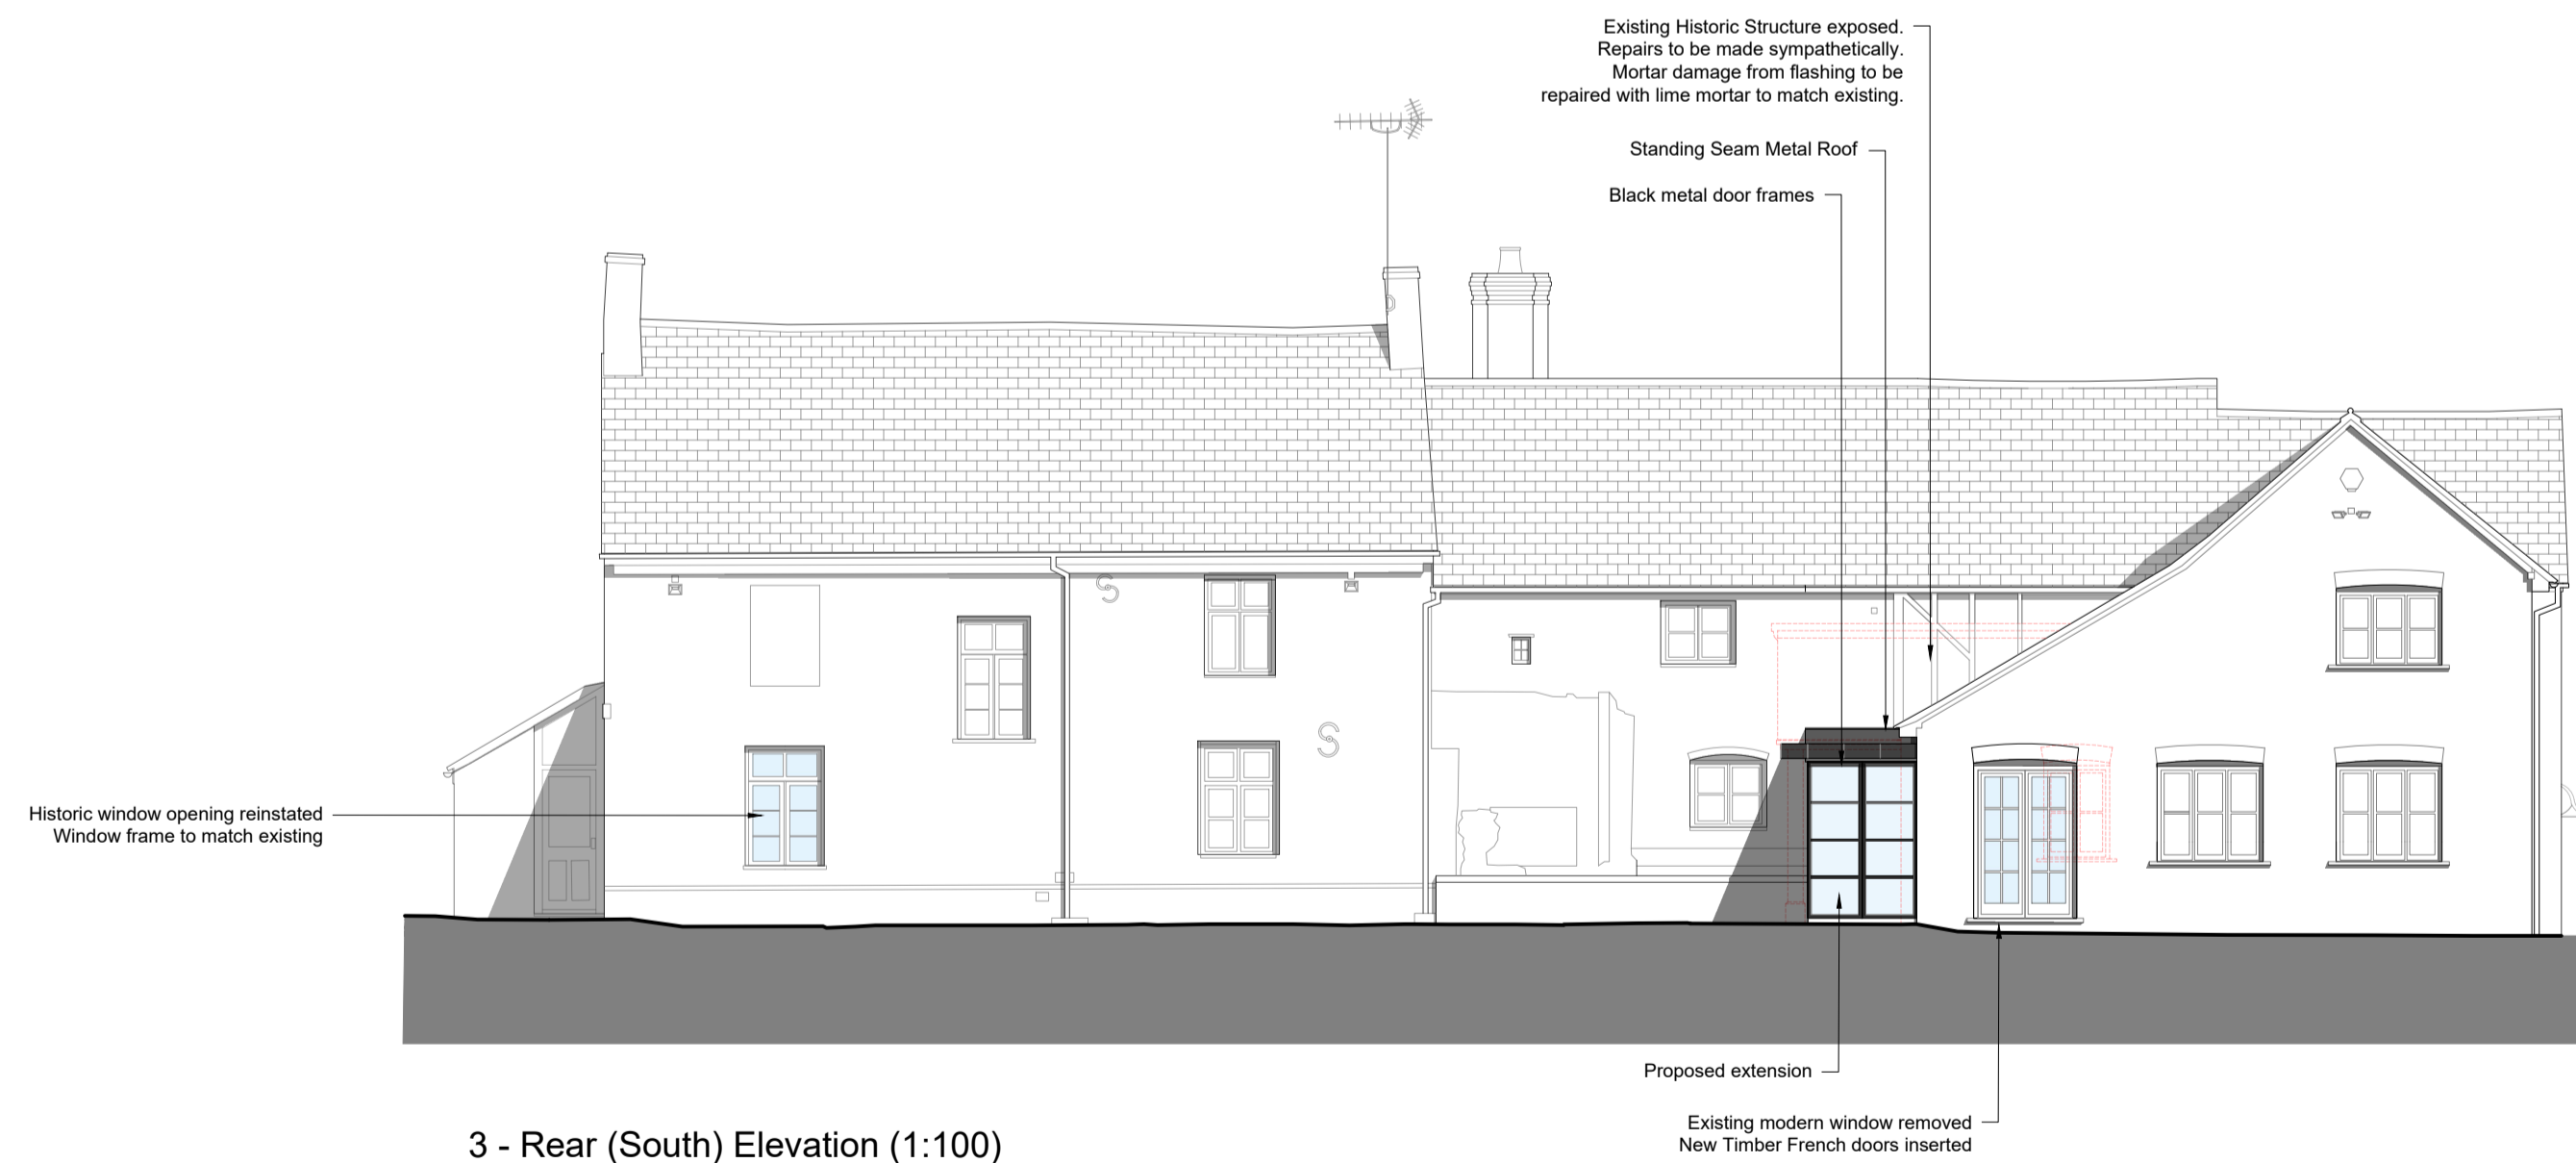 Existing Historic Structure exposed.
Repairs to be made sympathetically.
Mortar damage from flashing to be
repaired with lime mortar to match existing.
Standing Seam Metal Roof
Black metal door frames
Historic window opening reinstated
Window frame to match existing
Proposed extension
Existing modern window removed
New Timber French doors inserted
3 - Rear (South) Elevation (1:100)